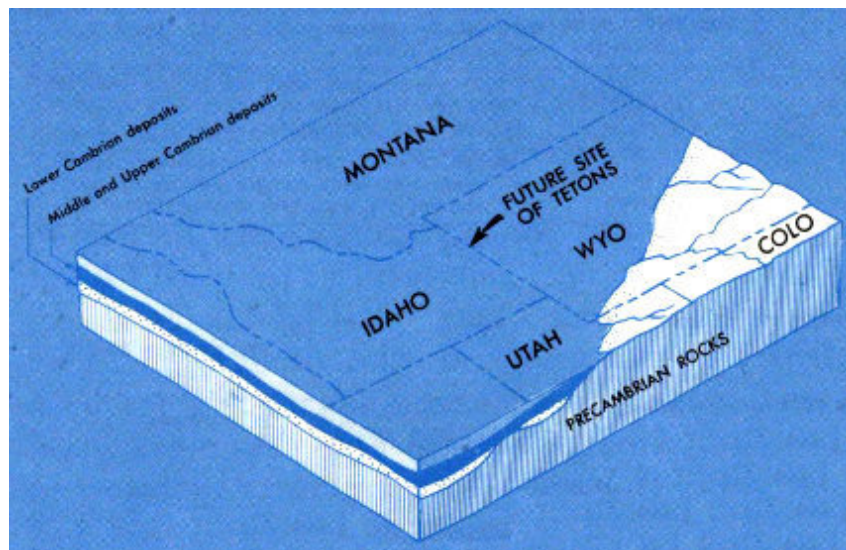 Lower Cambrian deposits
Middle and Upper Cambrian deposits
MONTANA
FUTURE SITE
OF TETONS
WYO
COLO
IDAHO
UTAH
PRECAMBRIAN ROCKS